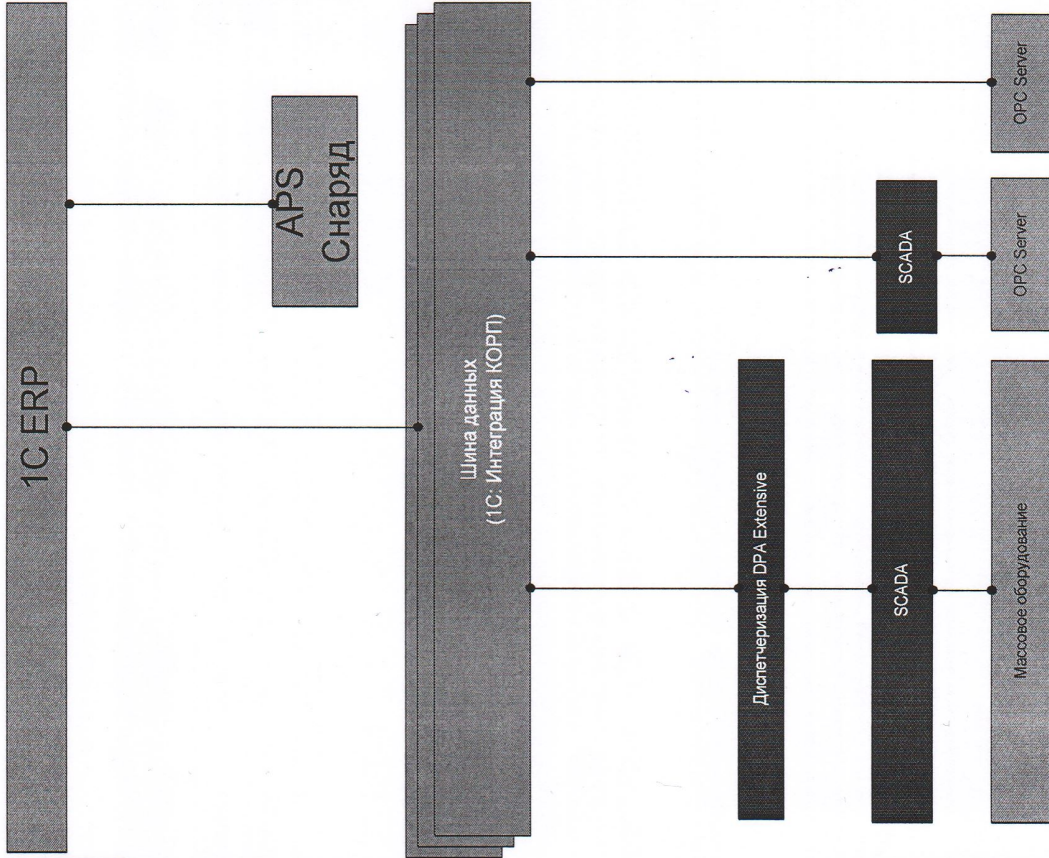 1C ERP
APS
Снаряд
Шина данных
(1С: Интеграция КОРП)
Диспетчеризация DPA Extensive
SCADA
SCADA
Массовое оборудование
OPC Server
OPC Server